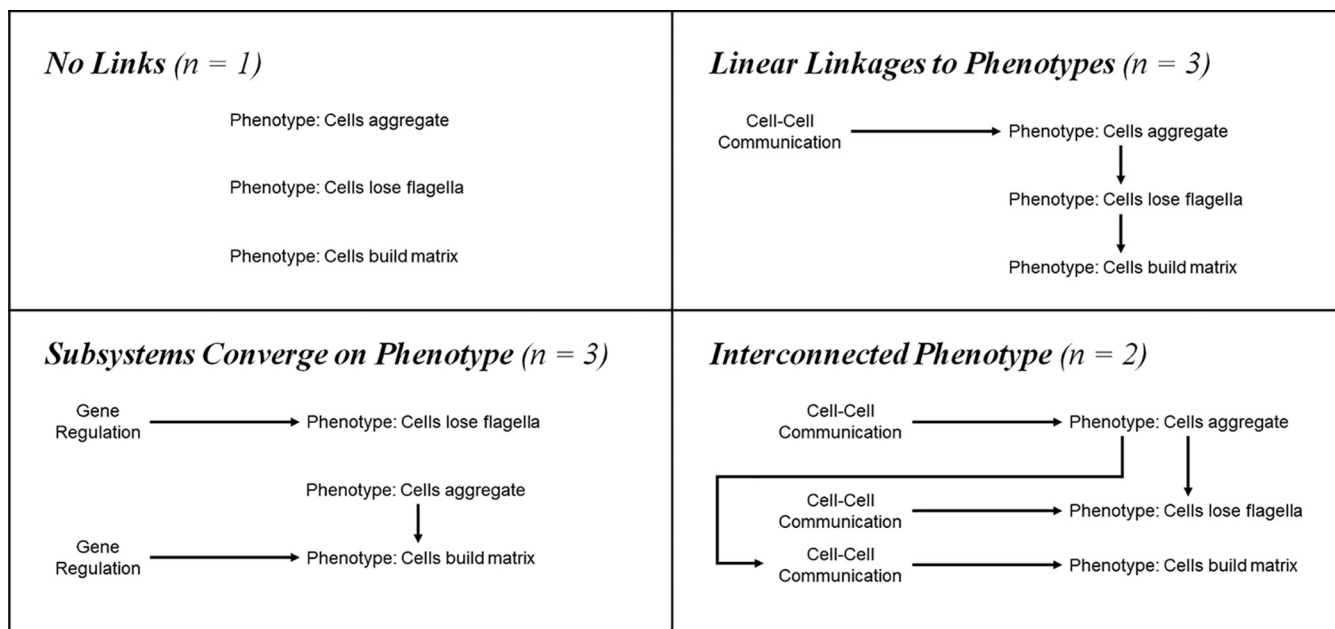 No Links (n = 1)
Phenotype: Cells aggregate
Phenotype: Cells lose flagella
Phenotype: Cells build matrix
Linear Linkages to Phenotypes (n = 3)
Cell-Cell
Communication
Phenotype: Cells aggregate
Phenotype: Cells lose flagella
Phenotype: Cells build matrix
Subsystems Converge on Phenotype (n = 3)
Gene
Regulation
Phenotype: Cells lose flagella
Phenotype: Cells aggregate
Gene
Regulation
Phenotype: Cells build matrix
Interconnected Phenotype (n = 2)
Cell-Cell
Communication
Phenotype: Cells aggregate
Cell-Cell
Communication
Phenotype: Cells lose flagella
Cell-Cell
Communication
Phenotype: Cells build matrix